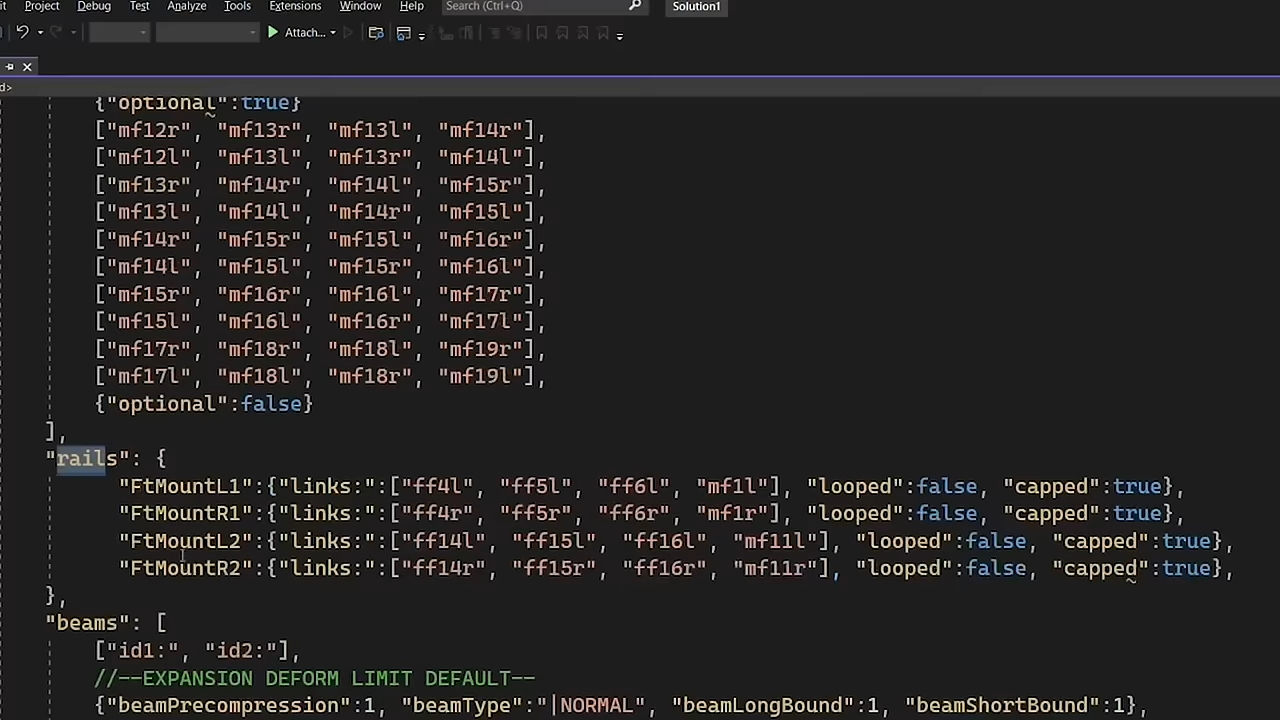 Project Debug Test Analyze Tools Extensions Window Help Search (Ctrl+Q) Solution1
Attach...
d>
{"optional":true}
["mf12r", "mf13r", "mf13l", "mf14r"],
["mf12l", "mf13l", "mf13r", "mf14l"],
["mf13r", "mf14r", "mf14l", "mf15r"],
["mf13l", "mf14l", "mf14r", "mf15l"],
["mf14r", "mf15r", "mf15l", "mf16r"],
["mf14l", "mf15l", "mf15r", "mf16l"],
["mf15r", "mf16r", "mf16l", "mf17r"],
["mf15l", "mf16l", "mf16r", "mf17l"],
["mf17r", "mf18r", "mf18l", "mf19r"],
["mf17l", "mf18l", "mf18r", "mf19l"],
{"optional":false}
],
"rails": {
"FtMountL1":{"links:":["ff4l", "ff5l", "ff6l", "mf1l"], "looped":false, "capped":true},
"FtMountR1":{"links:":["ff4r", "ff5r", "ff6r", "mf1r"], "looped":false, "capped":true},
"FtMountL2":{"links:":["ff14l", "ff15l", "ff16l", "mf11l"], "looped":false, "capped":true},
"FtMountR2":{"links:":["ff14r", "ff15r", "ff16r", "mf11r"], "looped":false, "capped":true},
},
"beams": [
["id1:", "id2:"],
//--EXPANSION DEFORM LIMIT DEFAULT--
{"beamPrecompression":1, "beamType":"|NORMAL", "beamLongBound":1, "beamShortBound":1},